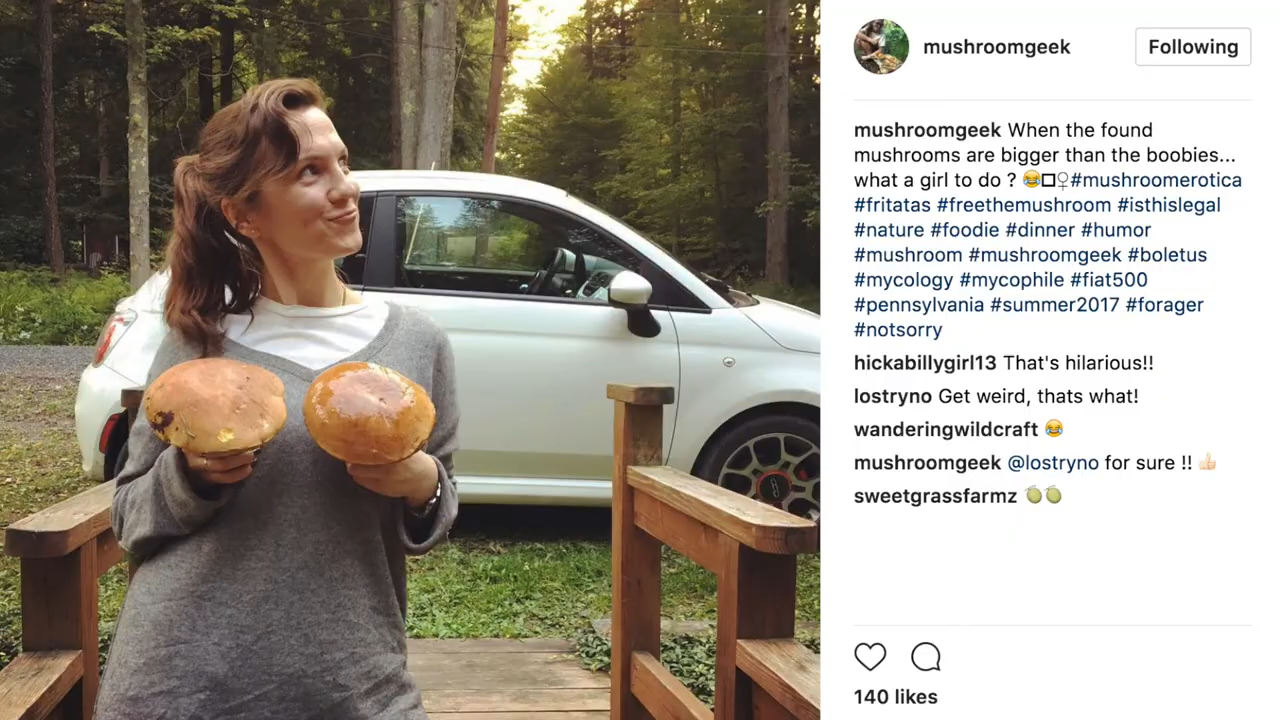 mushroomgeek
Following
mushroomgeek When the found
mushrooms are bigger than the boobies...
what a girl to do ? 😂□♀#mushroomerotica
#fritatas #freethemushroom #isthislegal
#nature #foodie #dinner #humor
#mushroom #mushroomgeek #boletus
#mycology #mycophile #fiat500
#pennsylvania #summer2017 #forager
#notsorry
hickabillygirl13 That's hilarious!!
lostryno Get weird, thats what!
wanderingwildcraft 😂
mushroomgeek @lostryno for sure !! 👍🏻
sweetgrassfarmz 🍈🍈
140 likes